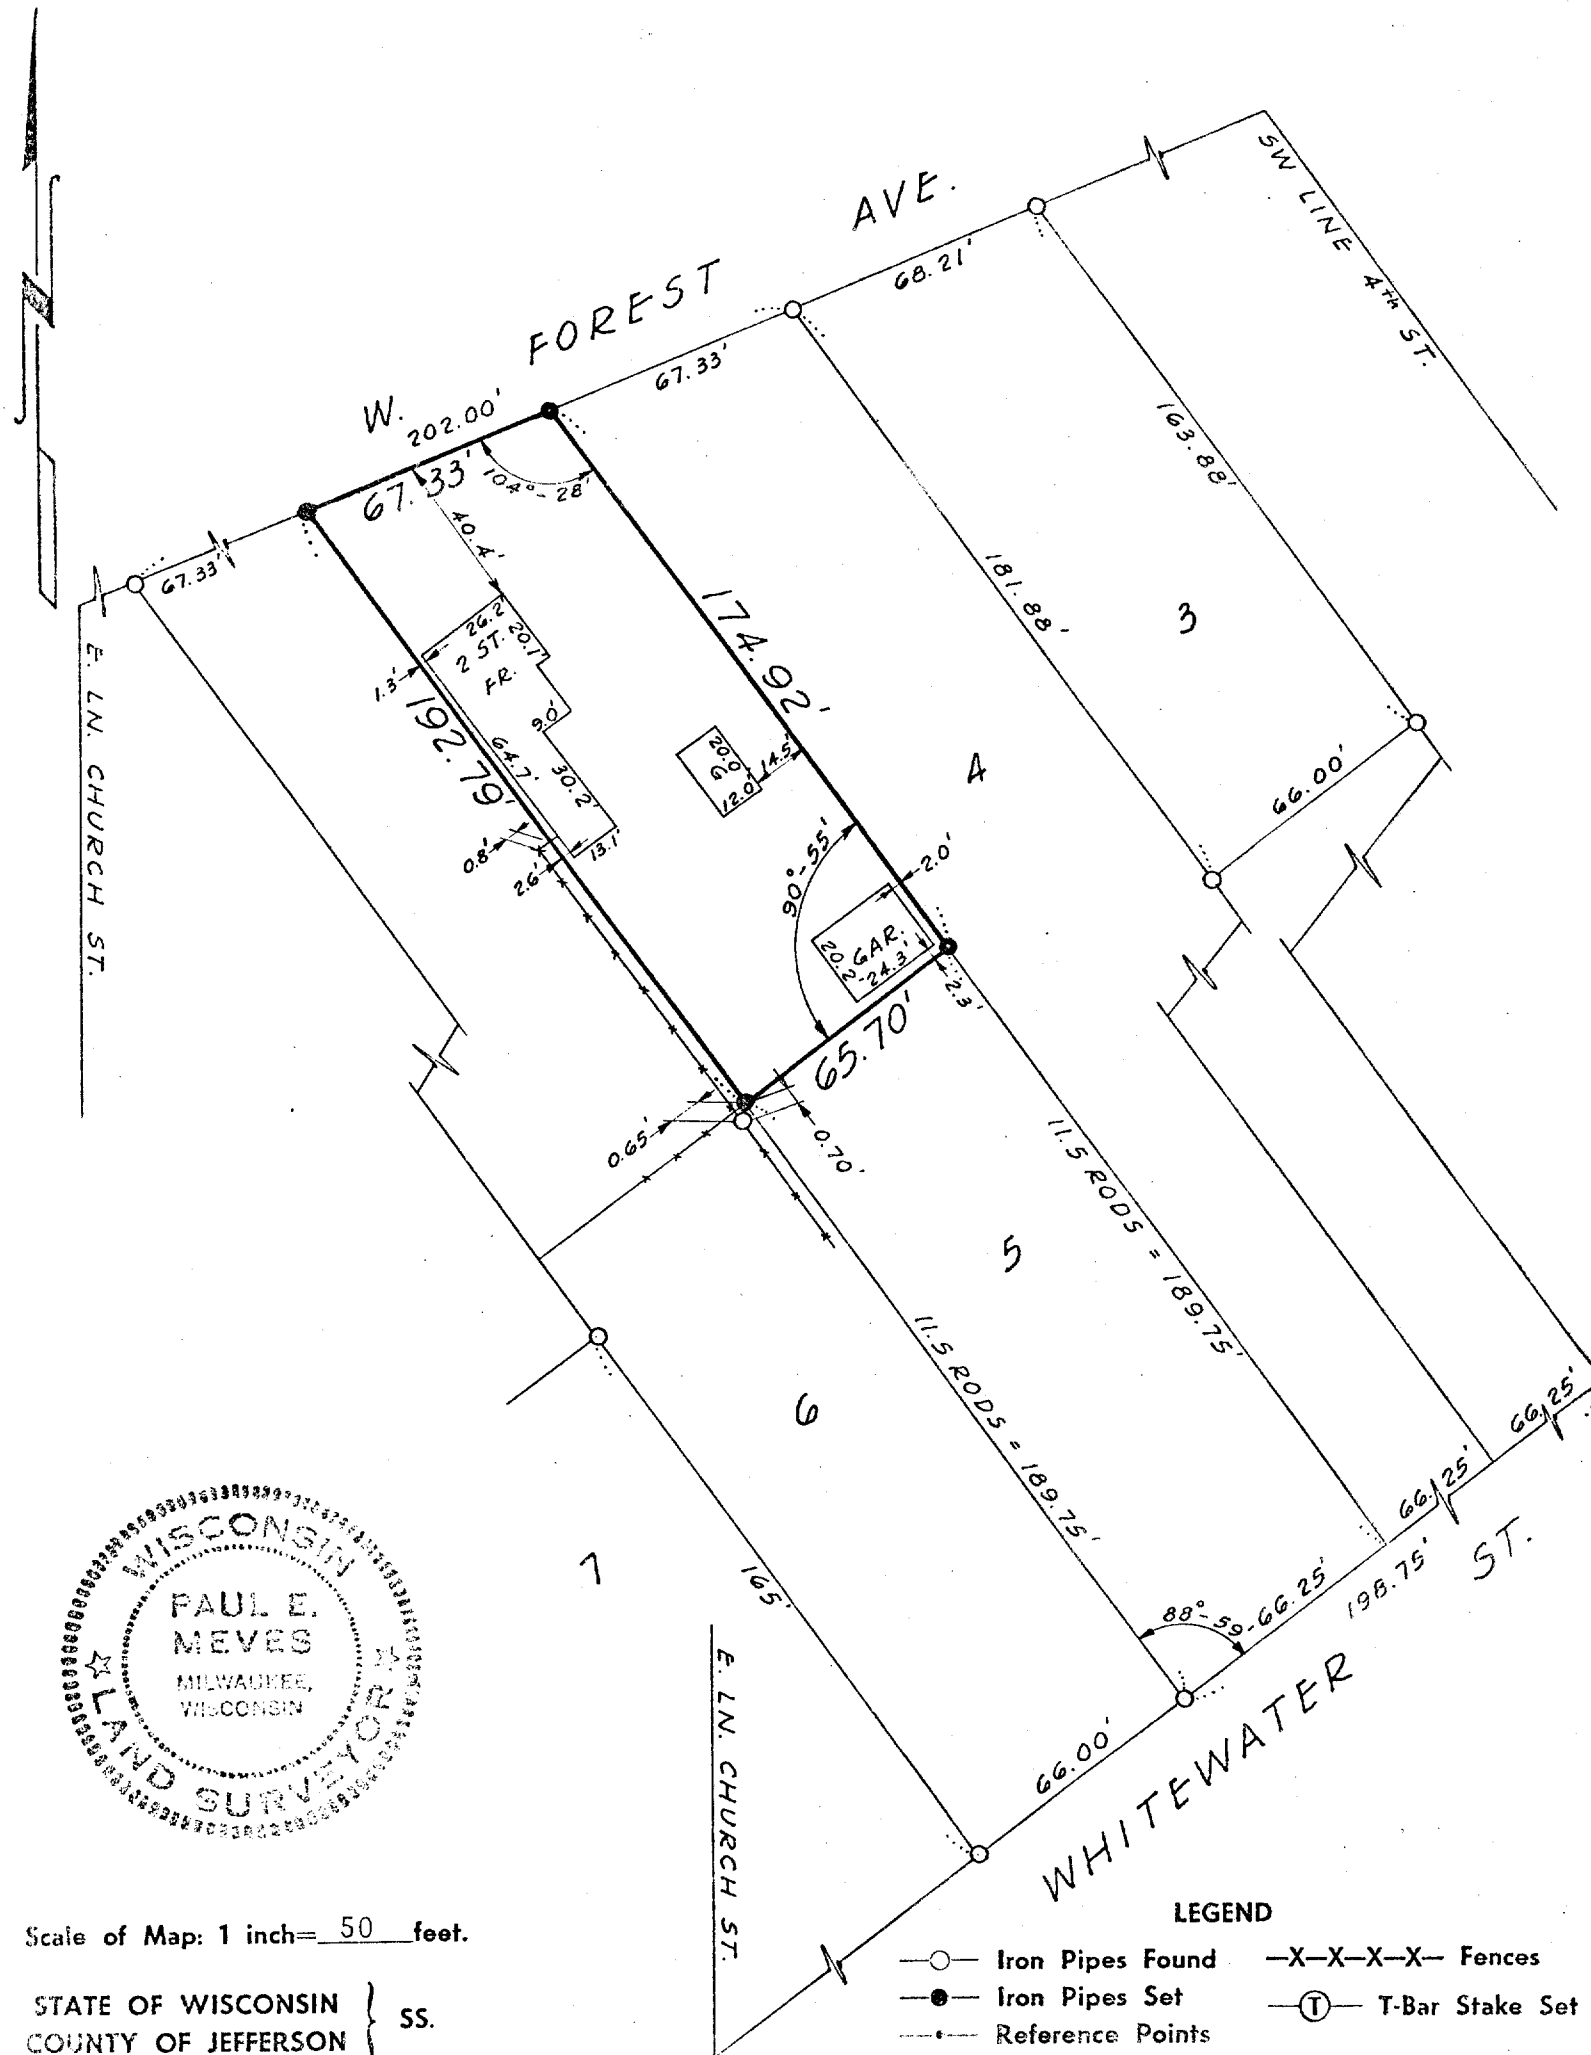 SW LINE 4th ST.
W. FOREST AVE.
68.21'
67.33'
202.00'
67.33'
104°-28'
67.33'
40.4'
163.88'
181.88'
174.92'
192.79'
26.2'
2 ST.
FR.
20.1'
1.3'
9.0'
64.7'
30.2'
13.1'
0.8'
2.6'
20.0'
G
12.0'
14.5'
3
4
66.00'
90°-55'
2.0'
GAR.
20.2'
24.3'
2.3'
65.70'
0.65'
0.70'
E. LN. CHURCH ST.
11.5 RODS = 189.75'
11.5 RODS = 189.75'
5
6
7
165'
66.25'
66.25'
66.25'
198.75'
88°-59'
66.00'
WHITEWATER ST.
E. LN. CHURCH ST.
WISCONSIN
PAUL E.
MEVES
MILWAUKEE,
WISCONSIN
LAND SURVEYOR
Scale of Map: 1 inch= 50 feet.
STATE OF WISCONSIN
COUNTY OF JEFFERSON
SS.
LEGEND
Iron Pipes Found
—X—X—X—X— Fences
Iron Pipes Set
T T-Bar Stake Set
Reference Points